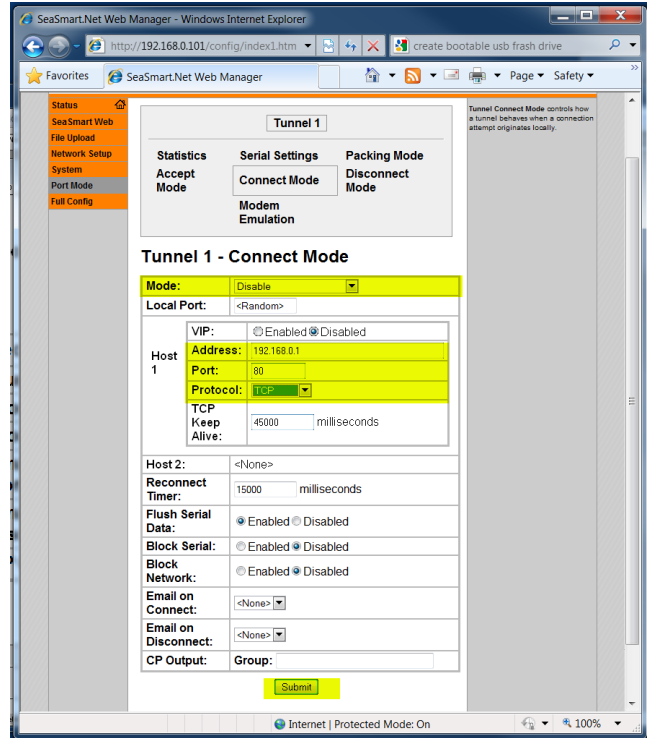 SeaSmart.Net Web Manager - Windows Internet Explorer
http://192.168.0.101/config/index1.htm
create bootable usb frash drive
Favorites
SeaSmart.Net Web Manager
Page
Safety
Status
SeaSmart Web
File Upload
Network Setup
System
Port Mode
Full Config
Tunnel 1
Statistics Serial Settings Packing Mode
Accept Mode Connect Mode Disconnect Mode
Modem Emulation
Tunnel Connect Mode controls how
a tunnel behaves when a connection
attempt originates locally.
Tunnel 1 - Connect Mode
Mode: Disable
Local Port: <Random>
Host 1
VIP: Enabled Disabled
Address: 192.168.0.1
Port: 80
Protocol: TCP
TCP Keep Alive: 45000 milliseconds
Host 2: <None>
Reconnect Timer: 15000 milliseconds
Flush Serial Data: Enabled Disabled
Block Serial: Enabled Disabled
Block Network: Enabled Disabled
Email on Connect: <None>
Email on Disconnect: <None>
CP Output: Group:
Submit
Internet | Protected Mode: On
100%